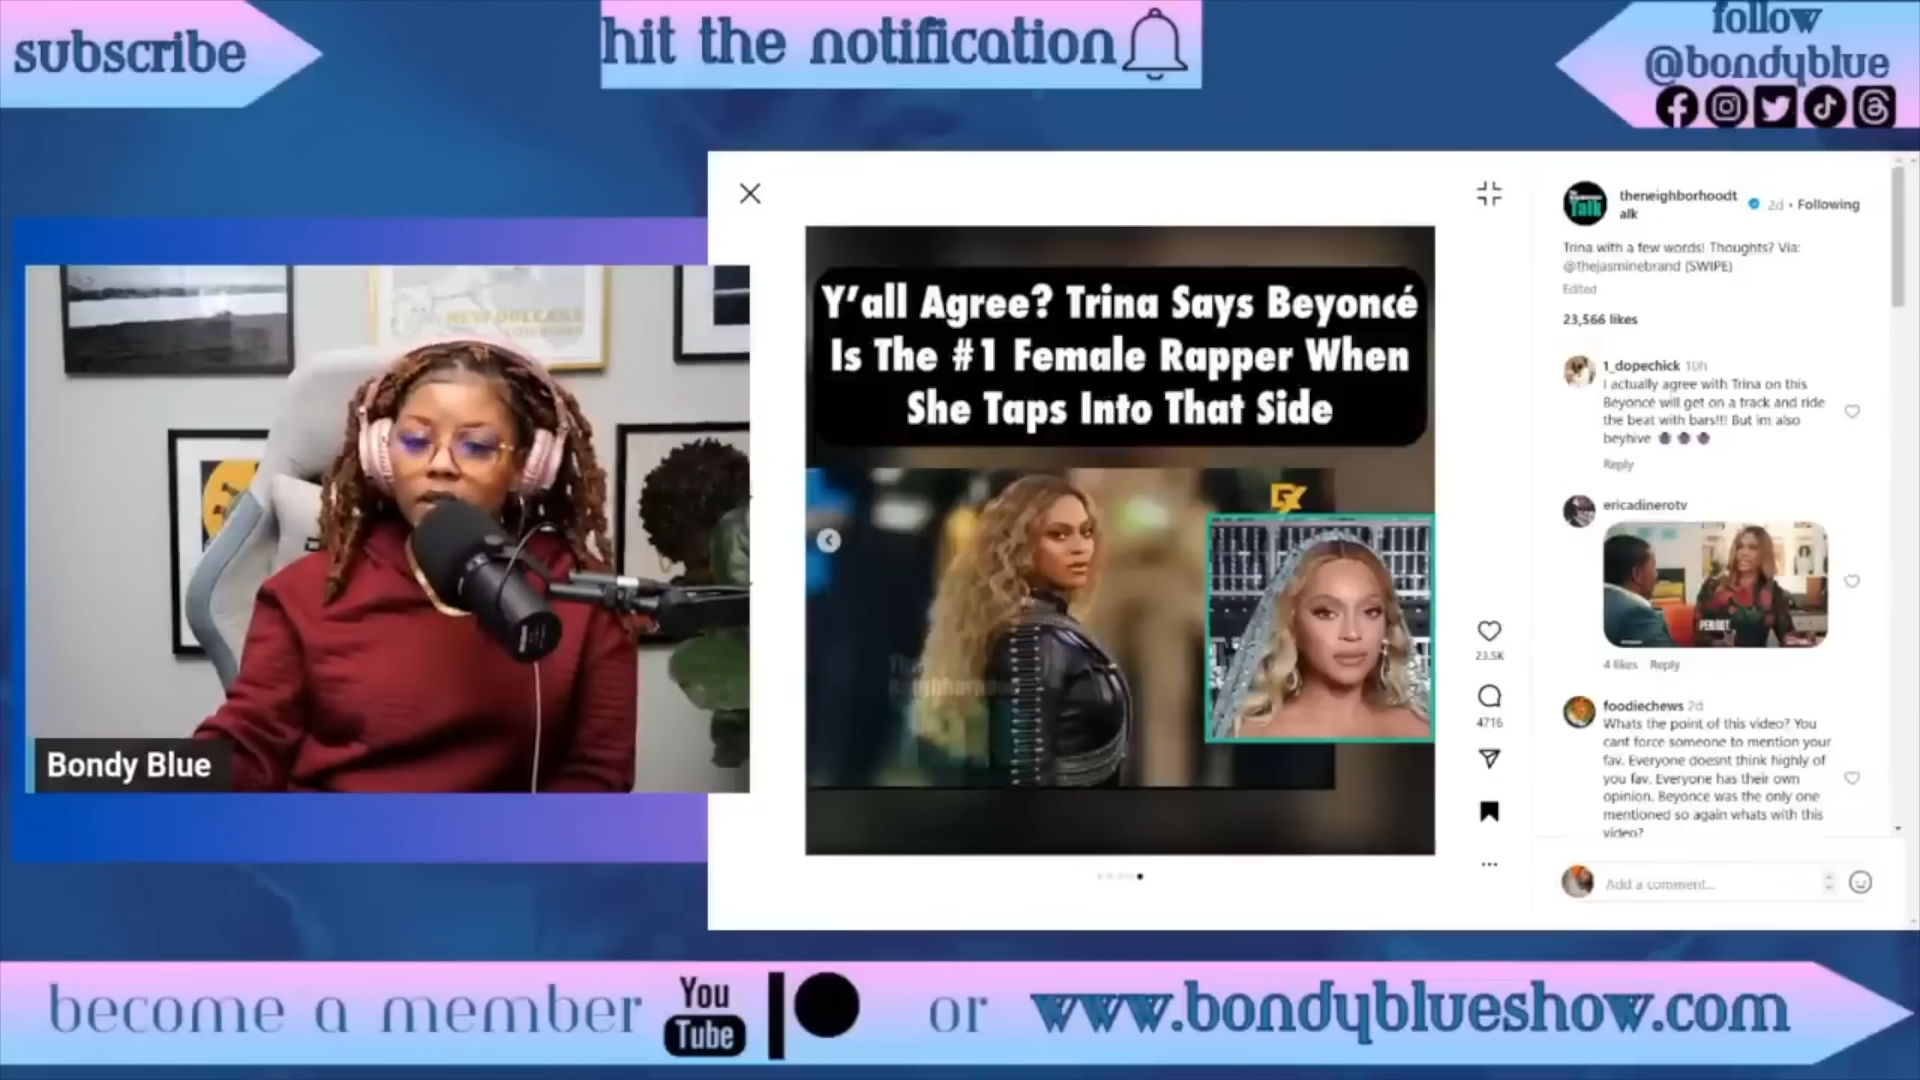 subscribe
hit the notification
follow
@bondyblue
NEW ORLEANS
Bondy Blue
Y'all Agree? Trina Says Beyoncé
Is The #1 Female Rapper When
She Taps Into That Side
theneighborhoodt
alk
2d • Following
Trina with a few words! Thoughts? Via:
@thejasminebrand (SWIPE)
Edited
23,566 likes
1_dopechick 10h
I actually agree with Trina on this
Beyoncé will get on a track and ride
the beat with bars!!! But im also
beyhive
Reply
ericadinerotv
PERIODT
4 likes Reply
foodiechews 2d
Whats the point of this video? You
cant force someone to mention your
fav. Everyone doesnt think highly of
you fav. Everyone has their own
opinion. Beyonce was the only one
mentioned so again whats with this
video?
23.5K
4716
Add a comment...
become a member
You
Tube
or
www.bondyblueshow.com